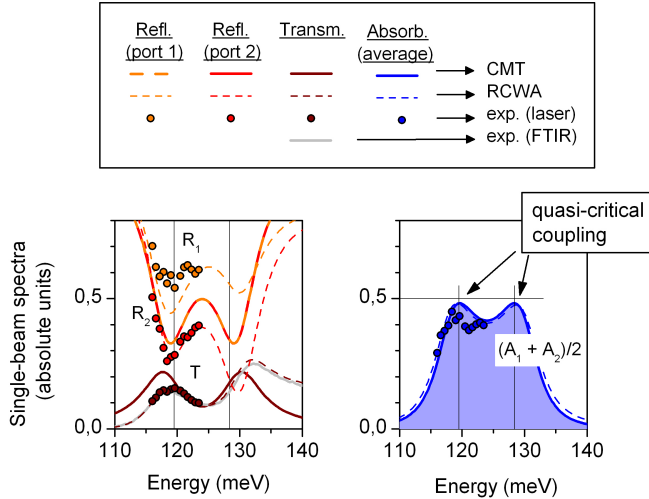 Refl. Refl. Transm. Absorb.
(port 1) (port 2) (average)
CMT
RCWA
exp. (laser)
exp. (FTIR)
quasi-critical
coupling
Single-beam spectra
(absolute units)
0,5
0,0
R1
R2
T
110 120 130 140
Energy (meV)
0,5
0,0
(A1 + A2)/2
110 120 130 140
Energy (meV)